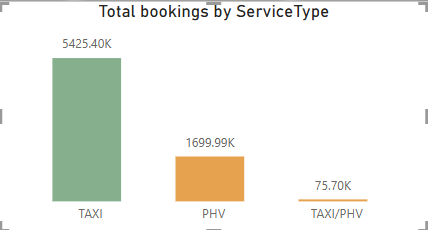 Total bookings by ServiceType
5425.40K
1699.99K
75.70K
TAXI
PHV
TAXI/PHV